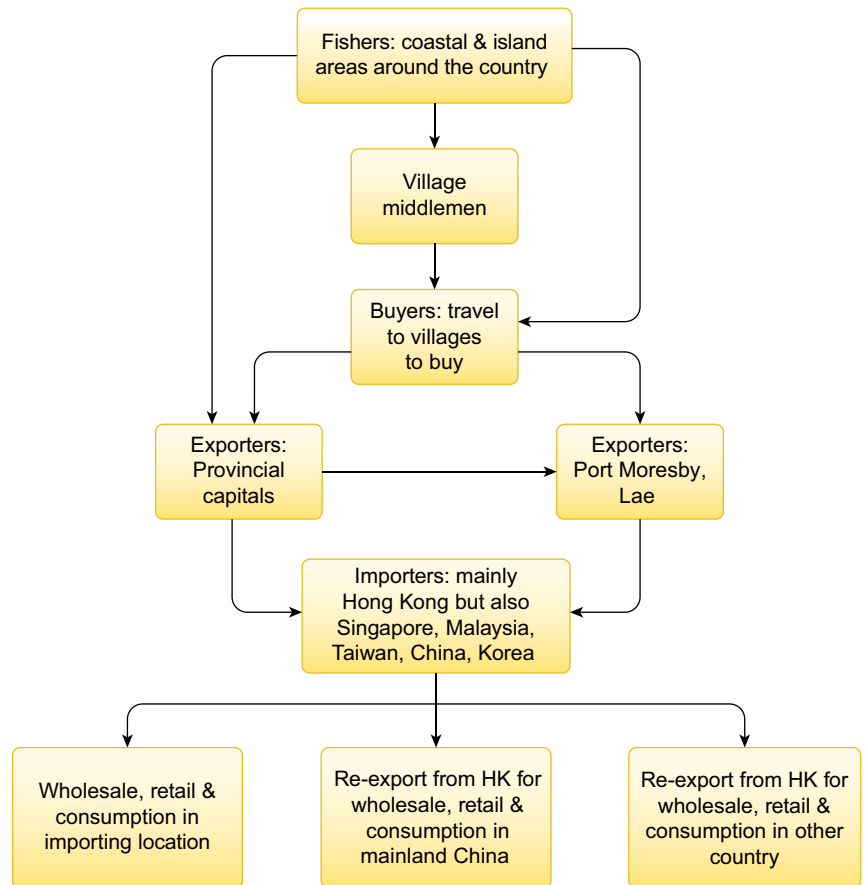 Fishers: coastal & island
areas around the country
Village
middlemen
Buyers: travel
to villages
to buy
Exporters:
Provincial
capitals
Exporters:
Port Moresby,
Lae
Importers: mainly
Hong Kong but also
Singapore, Malaysia,
Taiwan, China, Korea
Wholesale, retail &
consumption in
importing location
Re-export from HK for
wholesale, retail &
consumption in
mainland China
Re-export from HK for
wholesale, retail &
consumption in other
country